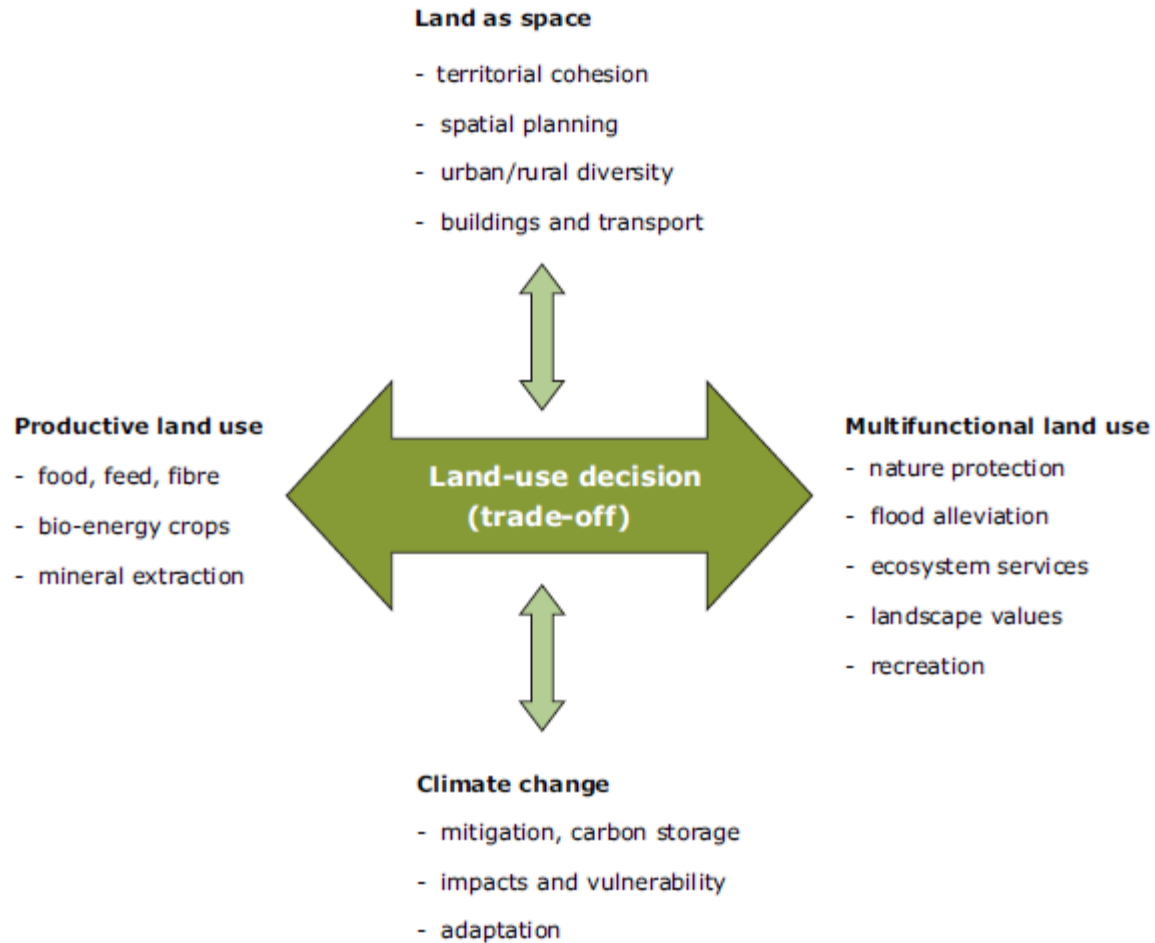 Land as space
- territorial cohesion
- spatial planning
- urban/rural diversity
- buildings and transport
Productive land use
- food, feed, fibre
- bio-energy crops
- mineral extraction
Land-use decision
(trade-off)
Multifunctional land use
- nature protection
- flood alleviation
- ecosystem services
- landscape values
- recreation
Climate change
- mitigation, carbon storage
- impacts and vulnerability
- adaptation